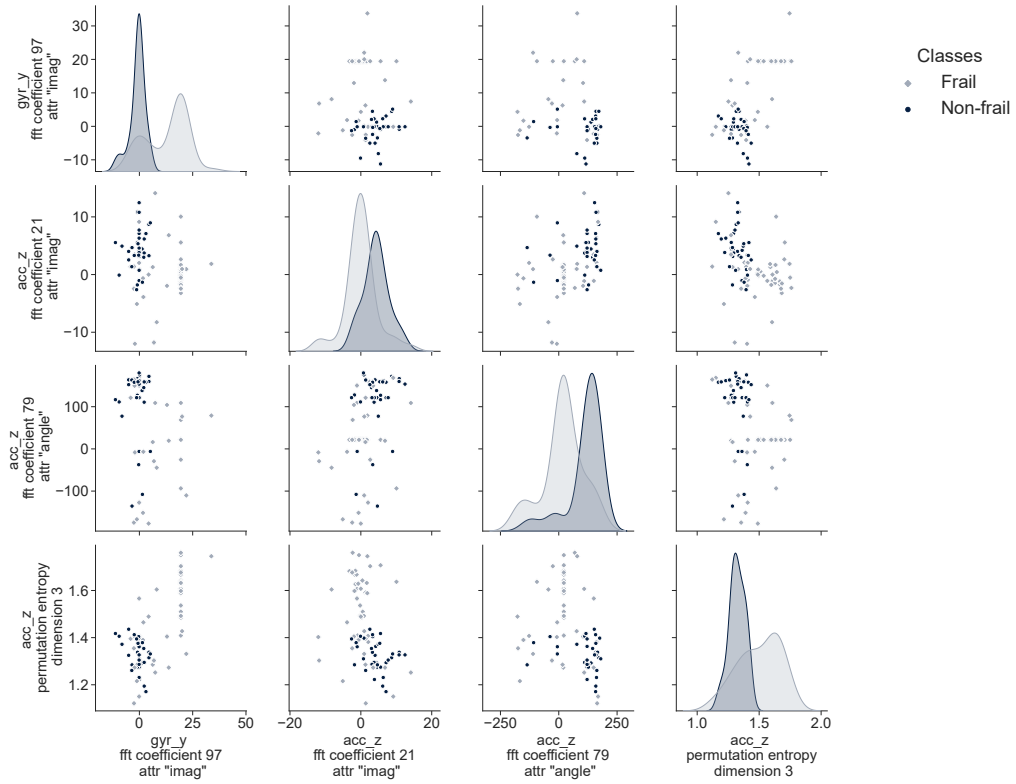 30
20
10
0
−10
gyr_y
fft coefficient 97
attr "imag"
Classes
Frail
Non-frail
10
0
−10
acc_z
fft coefficient 21
attr "imag"
100
0
−100
acc_z
fft coefficient 79
attr "angle"
1.6
1.4
1.2
acc_z
permutation entropy
dimension 3
0
50
−20
0
20
−250
0
250
1.0
1.5
2.0
gyr_y
fft coefficient 97
attr "imag"
acc_z
fft coefficient 21
attr "imag"
acc_z
fft coefficient 79
attr "angle"
acc_z
permutation entropy
dimension 3